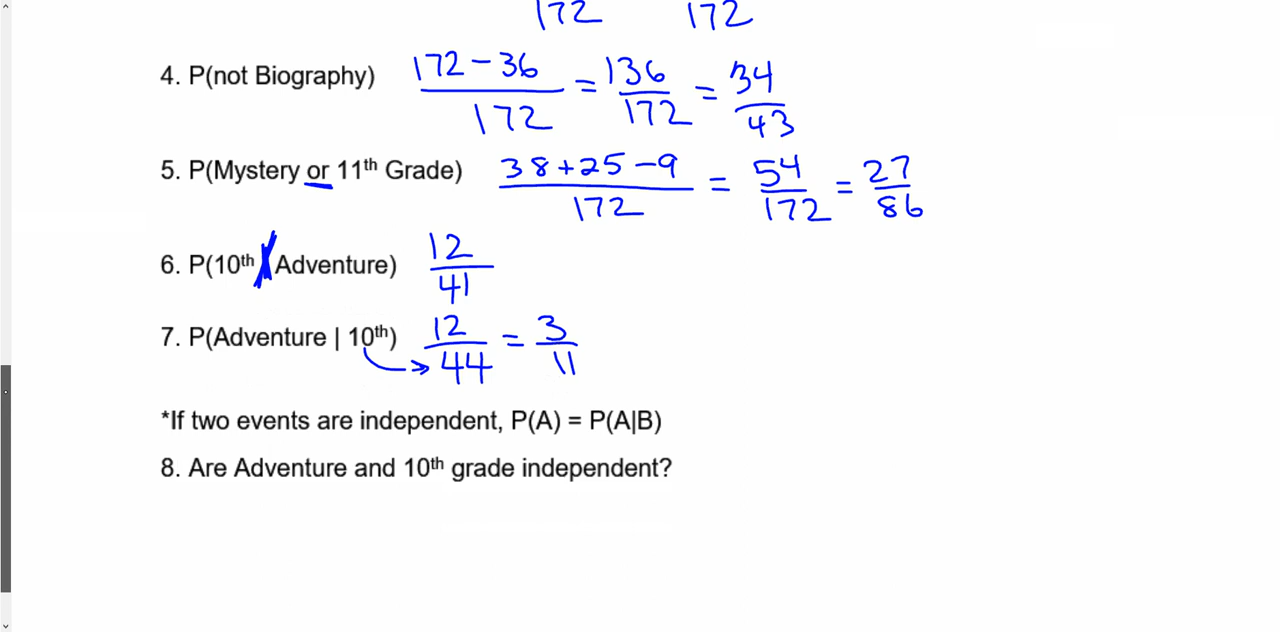 172 172
4. P(not Biography) 172 - 36 / 172 = 136 / 172 = 34 / 43
5. P(Mystery or 11th Grade) 38 + 25 - 9 / 172 = 54 / 172 = 27 / 86
6. P(10th | Adventure) 12 / 41
7. P(Adventure | 10th) 12 / 44 = 3 / 11
*If two events are independent, P(A) = P(A|B)
8. Are Adventure and 10th grade independent?